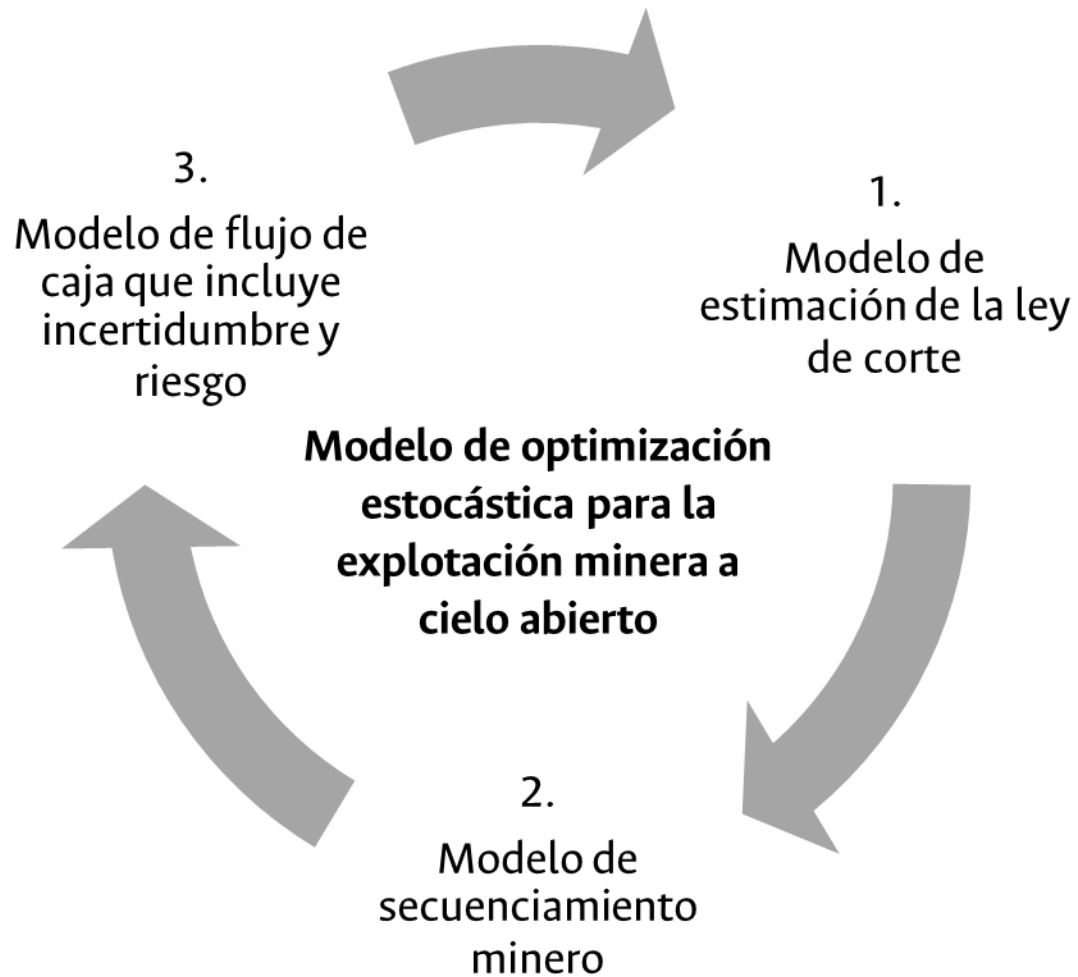 3.
Modelo de flujo de
caja que incluye
incertidumbre y
riesgo
1.
Modelo de
estimación de la ley
de corte
Modelo de optimización
estocástica para la
explotación minera a
cielo abierto
2.
Modelo de
secuenciamiento
minero